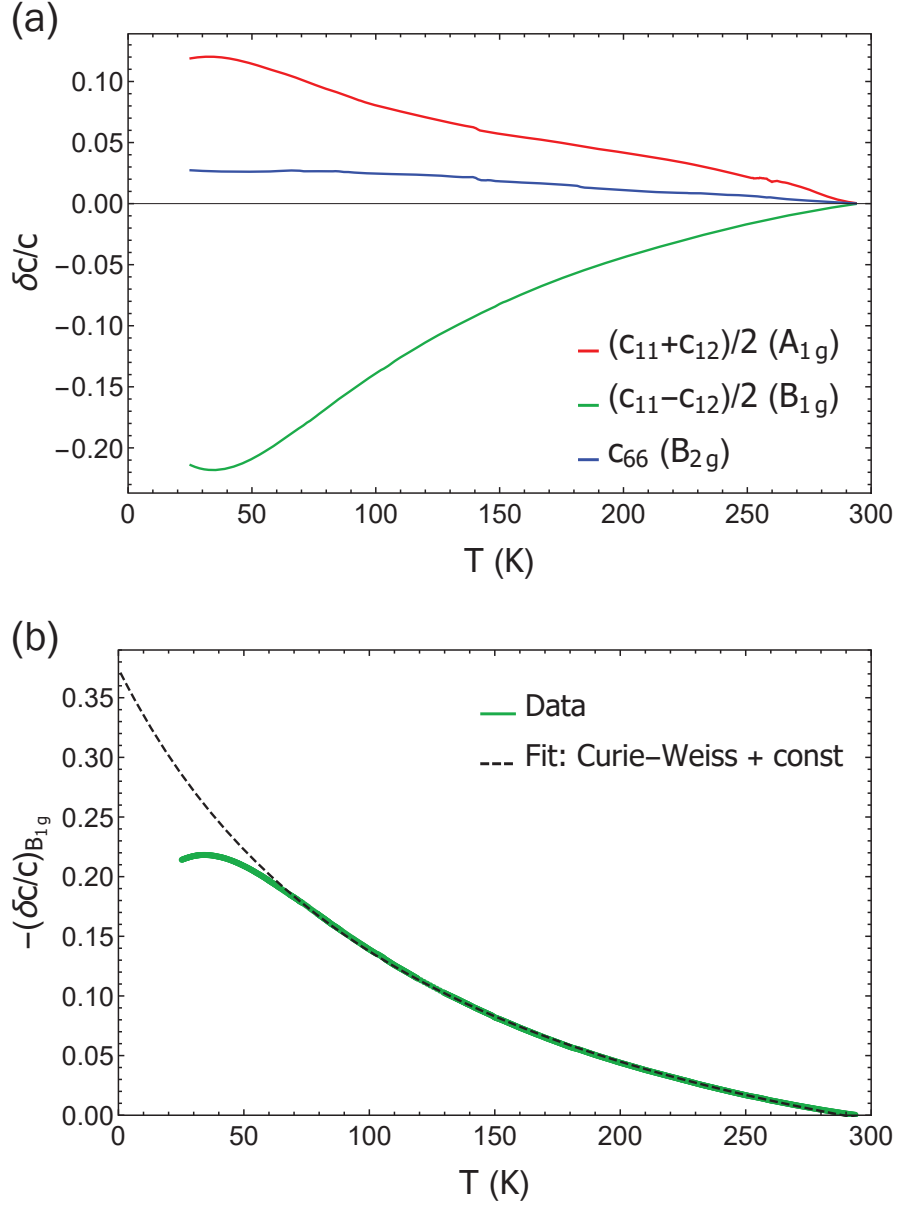 (a)
0.10
0.05
0.00
−0.05
−0.10
−0.15
−0.20
δc/c
(c11+c12)/2 (A1g)
(c11−c12)/2 (B1g)
c66 (B2g)
0 50 100 150 200 250 300
T (K)
(b)
0.35
0.30
0.25
0.20
0.15
0.10
0.05
0.00
−(δc/c)B1g
Data
Fit: Curie−Weiss + const
0 50 100 150 200 250 300
T (K)